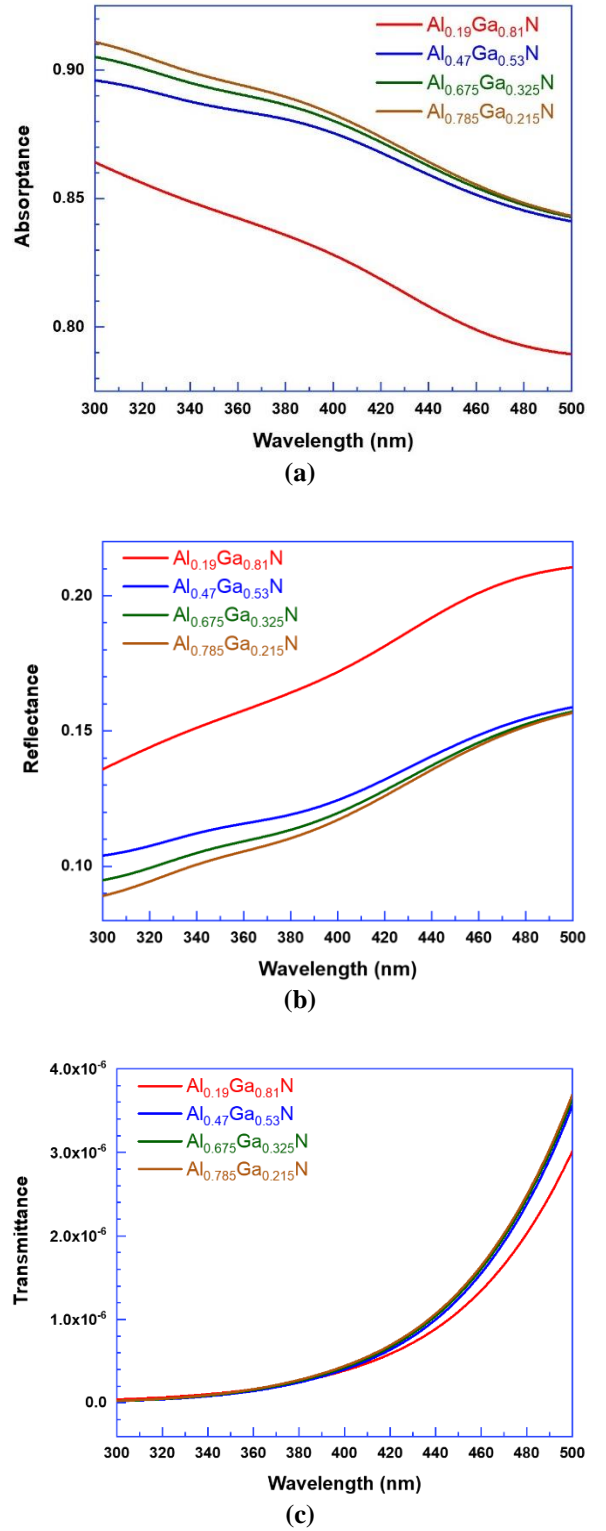 Al0.19Ga0.81N
Al0.47Ga0.53N
Al0.675Ga0.325N
Al0.785Ga0.215N
0.90
0.85
0.80
Absorptance
300 320 340 360 380 400 420 440 460 480 500
Wavelength (nm)
(a)
Al0.19Ga0.81N
Al0.47Ga0.53N
Al0.675Ga0.325N
Al0.785Ga0.215N
0.20
0.15
0.10
Reflectance
300 320 340 360 380 400 420 440 460 480 500
Wavelength (nm)
(b)
4.0x10-6
Al0.19Ga0.81N
Al0.47Ga0.53N
Al0.675Ga0.325N
Al0.785Ga0.215N
3.0x10-6
2.0x10-6
1.0x10-6
0.0
Transmittance
300 320 340 360 380 400 420 440 460 480 500
Wavelength (nm)
(c)